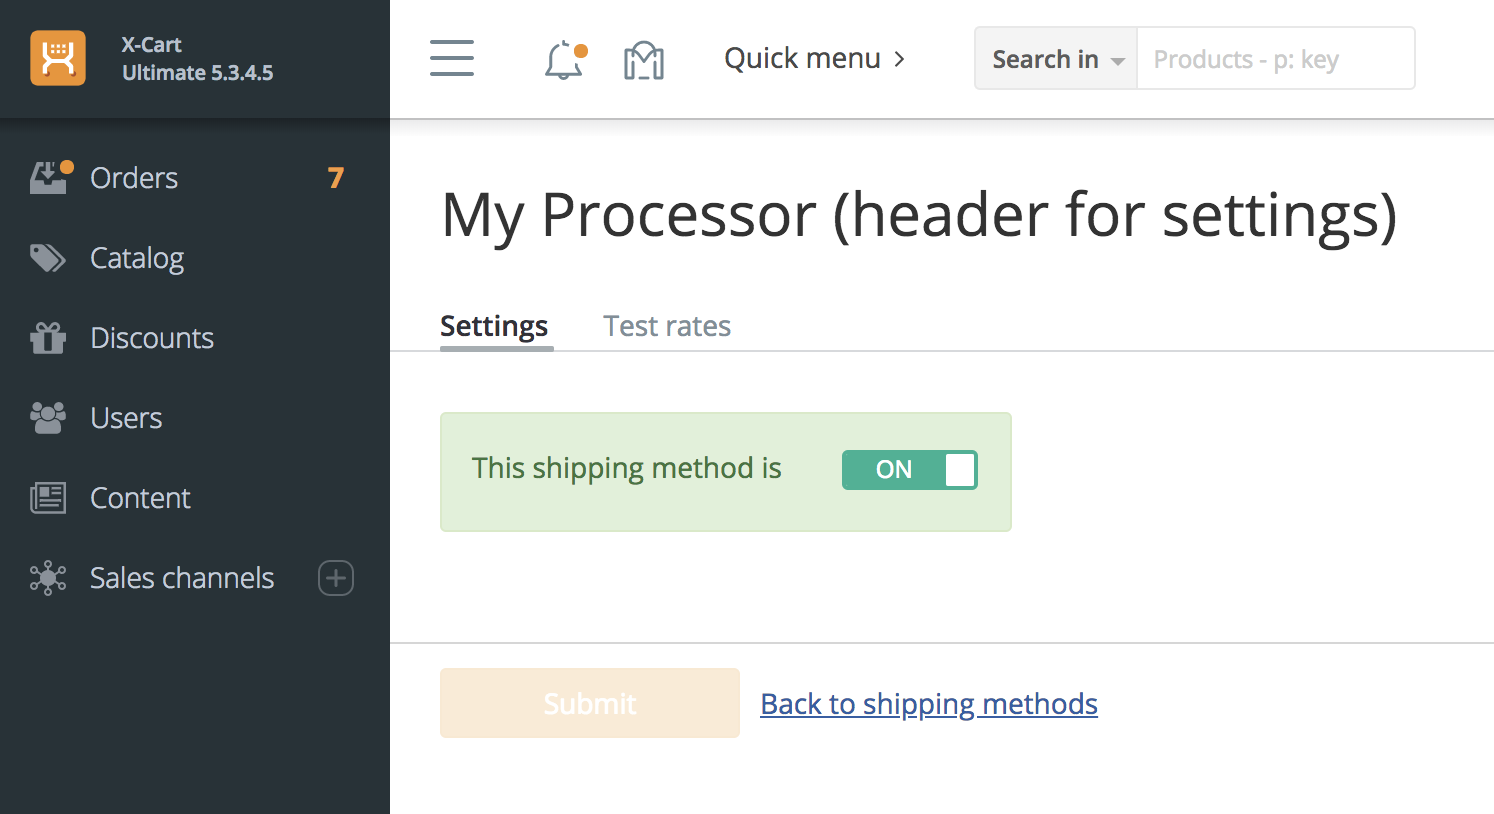 X-Cart
Ultimate 5.3.4.5
Quick menu >
Search in
Products - p: key
Orders 7
Catalog
Discounts
Users
Content
Sales channels
My Processor (header for settings)
Settings Test rates
This shipping method is ON
Submit Back to shipping methods